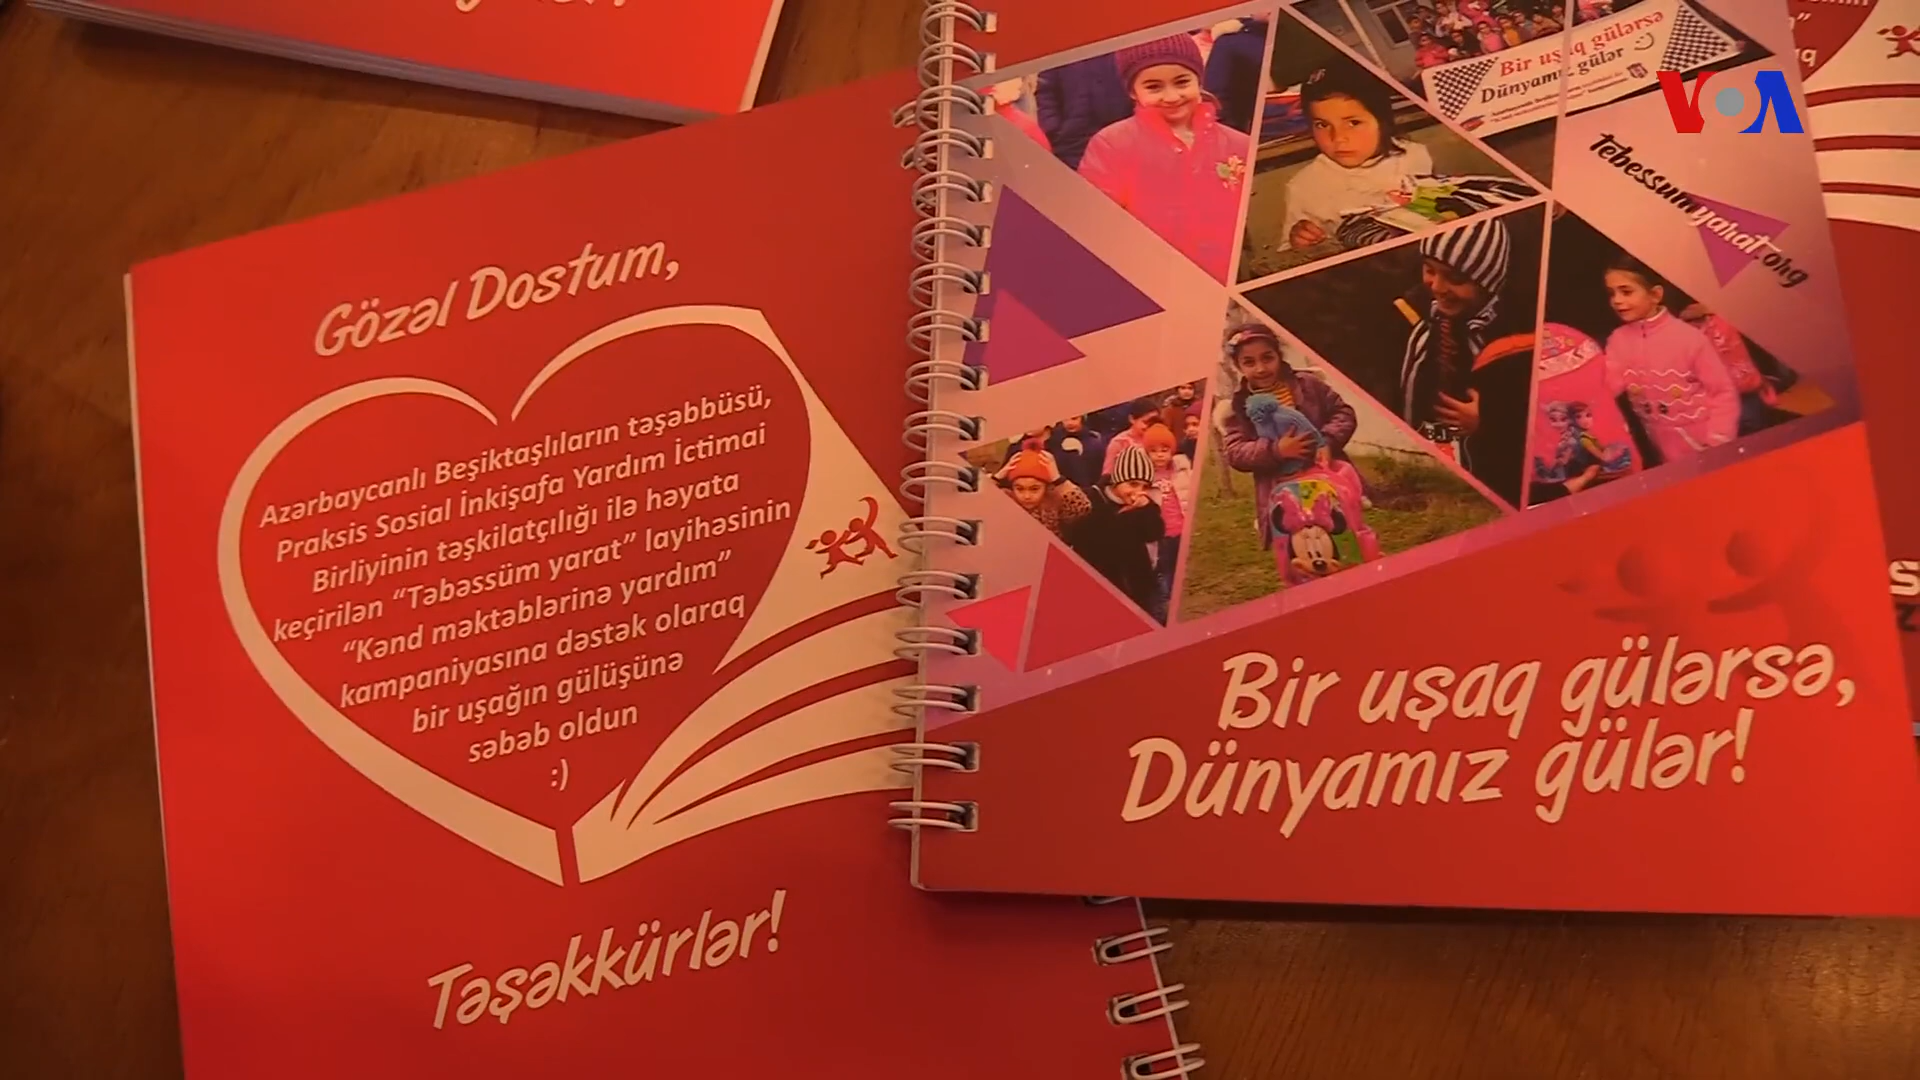 Gözəl Dostum,
Azərbaycanlı Beşiktaşlıların təşəbbüsü,
Praksis Sosial İnkişafa Yardım İctimai
Birliyinin təşkilatçılığı ilə həyata
keçirilən “Təbəssüm yarat” layihəsinin
“Kənd məktəblərinə yardım”
kampaniyasına dəstək olaraq
bir uşağın gülüşünə
səbəb oldun
:)
Təşəkkürlər!
Bir uşaq gülərsə
Dünyamız gülər
VOA
Tebessumyarat.org
Bir uşaq gülərsə,
Dünyamız gülər!